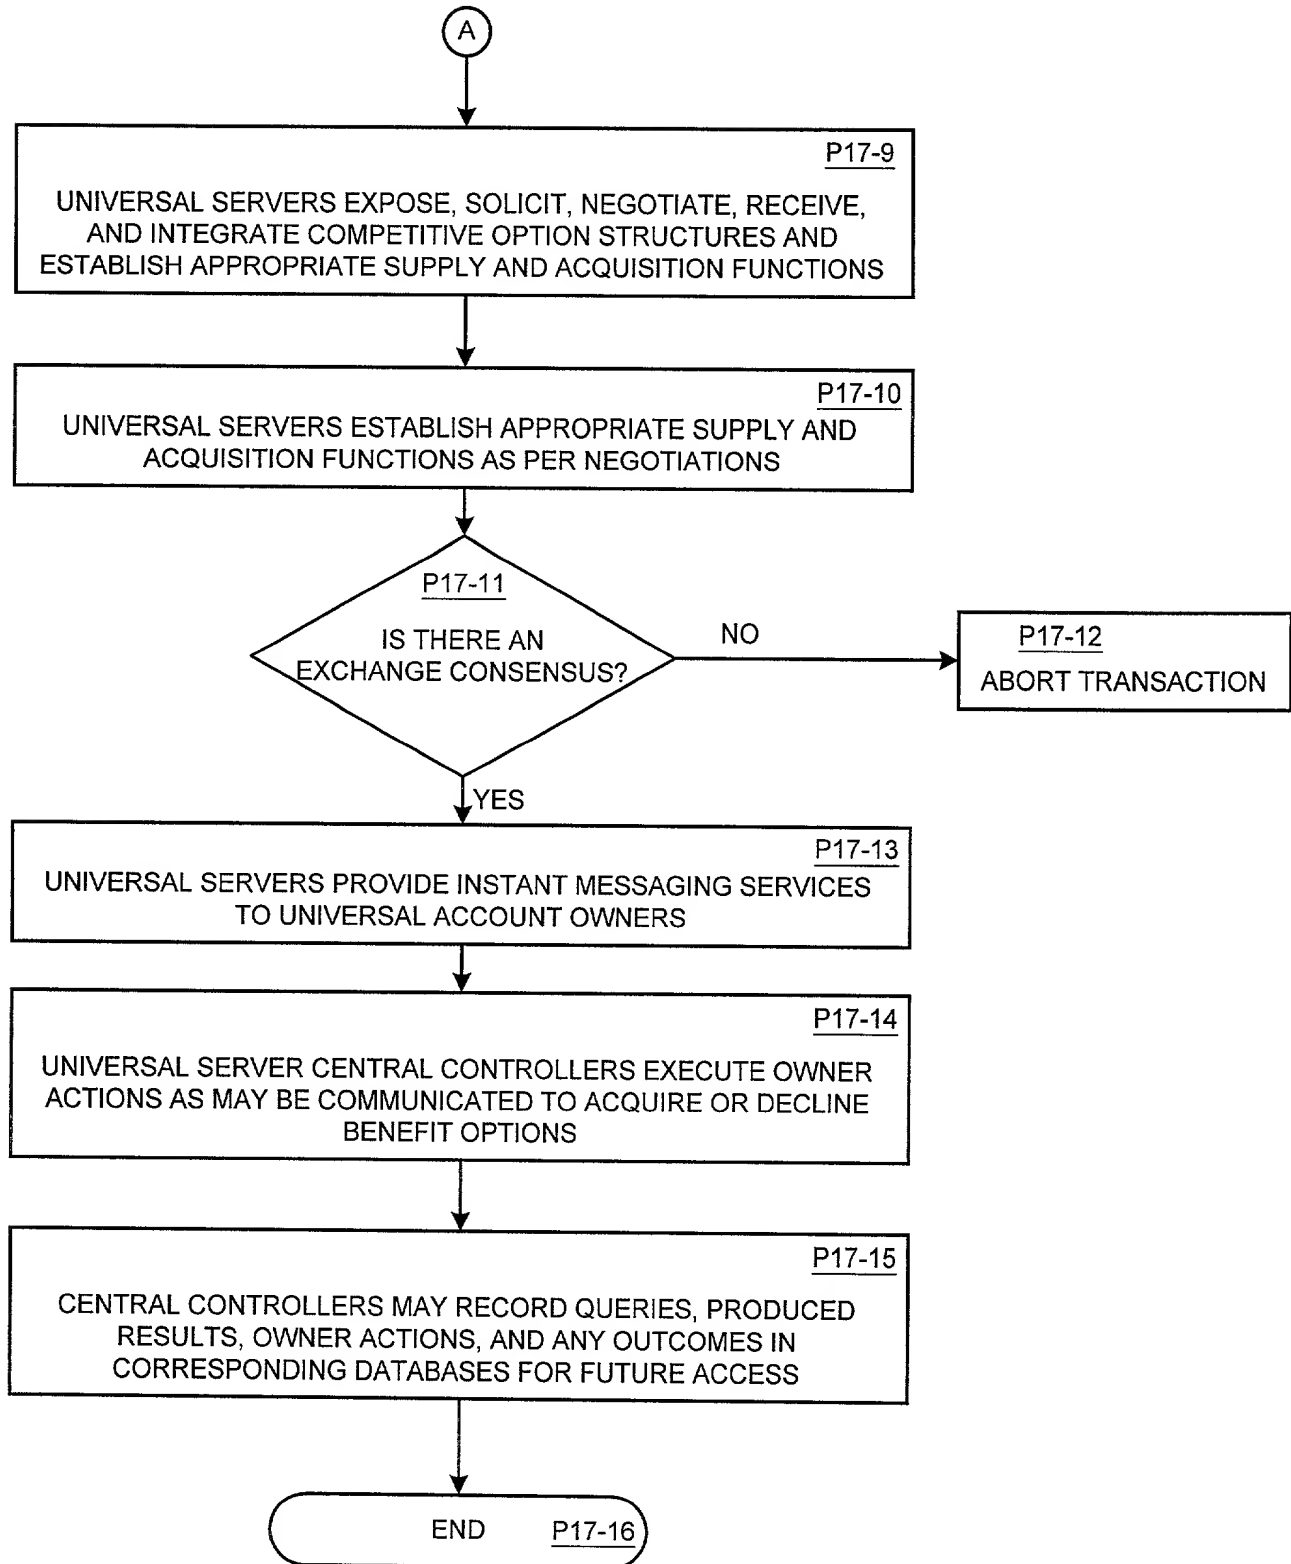 A
P17-9
UNIVERSAL SERVERS EXPOSE, SOLICIT, NEGOTIATE, RECEIVE,
AND INTEGRATE COMPETITIVE OPTION STRUCTURES AND
ESTABLISH APPROPRIATE SUPPLY AND ACQUISITION FUNCTIONS
P17-10
UNIVERSAL SERVERS ESTABLISH APPROPRIATE SUPPLY AND
ACQUISITION FUNCTIONS AS PER NEGOTIATIONS
P17-11
IS THERE AN
EXCHANGE CONSENSUS?
NO
P17-12
ABORT TRANSACTION
YES
P17-13
UNIVERSAL SERVERS PROVIDE INSTANT MESSAGING SERVICES
TO UNIVERSAL ACCOUNT OWNERS
P17-14
UNIVERSAL SERVER CENTRAL CONTROLLERS EXECUTE OWNER
ACTIONS AS MAY BE COMMUNICATED TO ACQUIRE OR DECLINE
BENEFIT OPTIONS
P17-15
CENTRAL CONTROLLERS MAY RECORD QUERIES, PRODUCED
RESULTS, OWNER ACTIONS, AND ANY OUTCOMES IN
CORRESPONDING DATABASES FOR FUTURE ACCESS
END P17-16